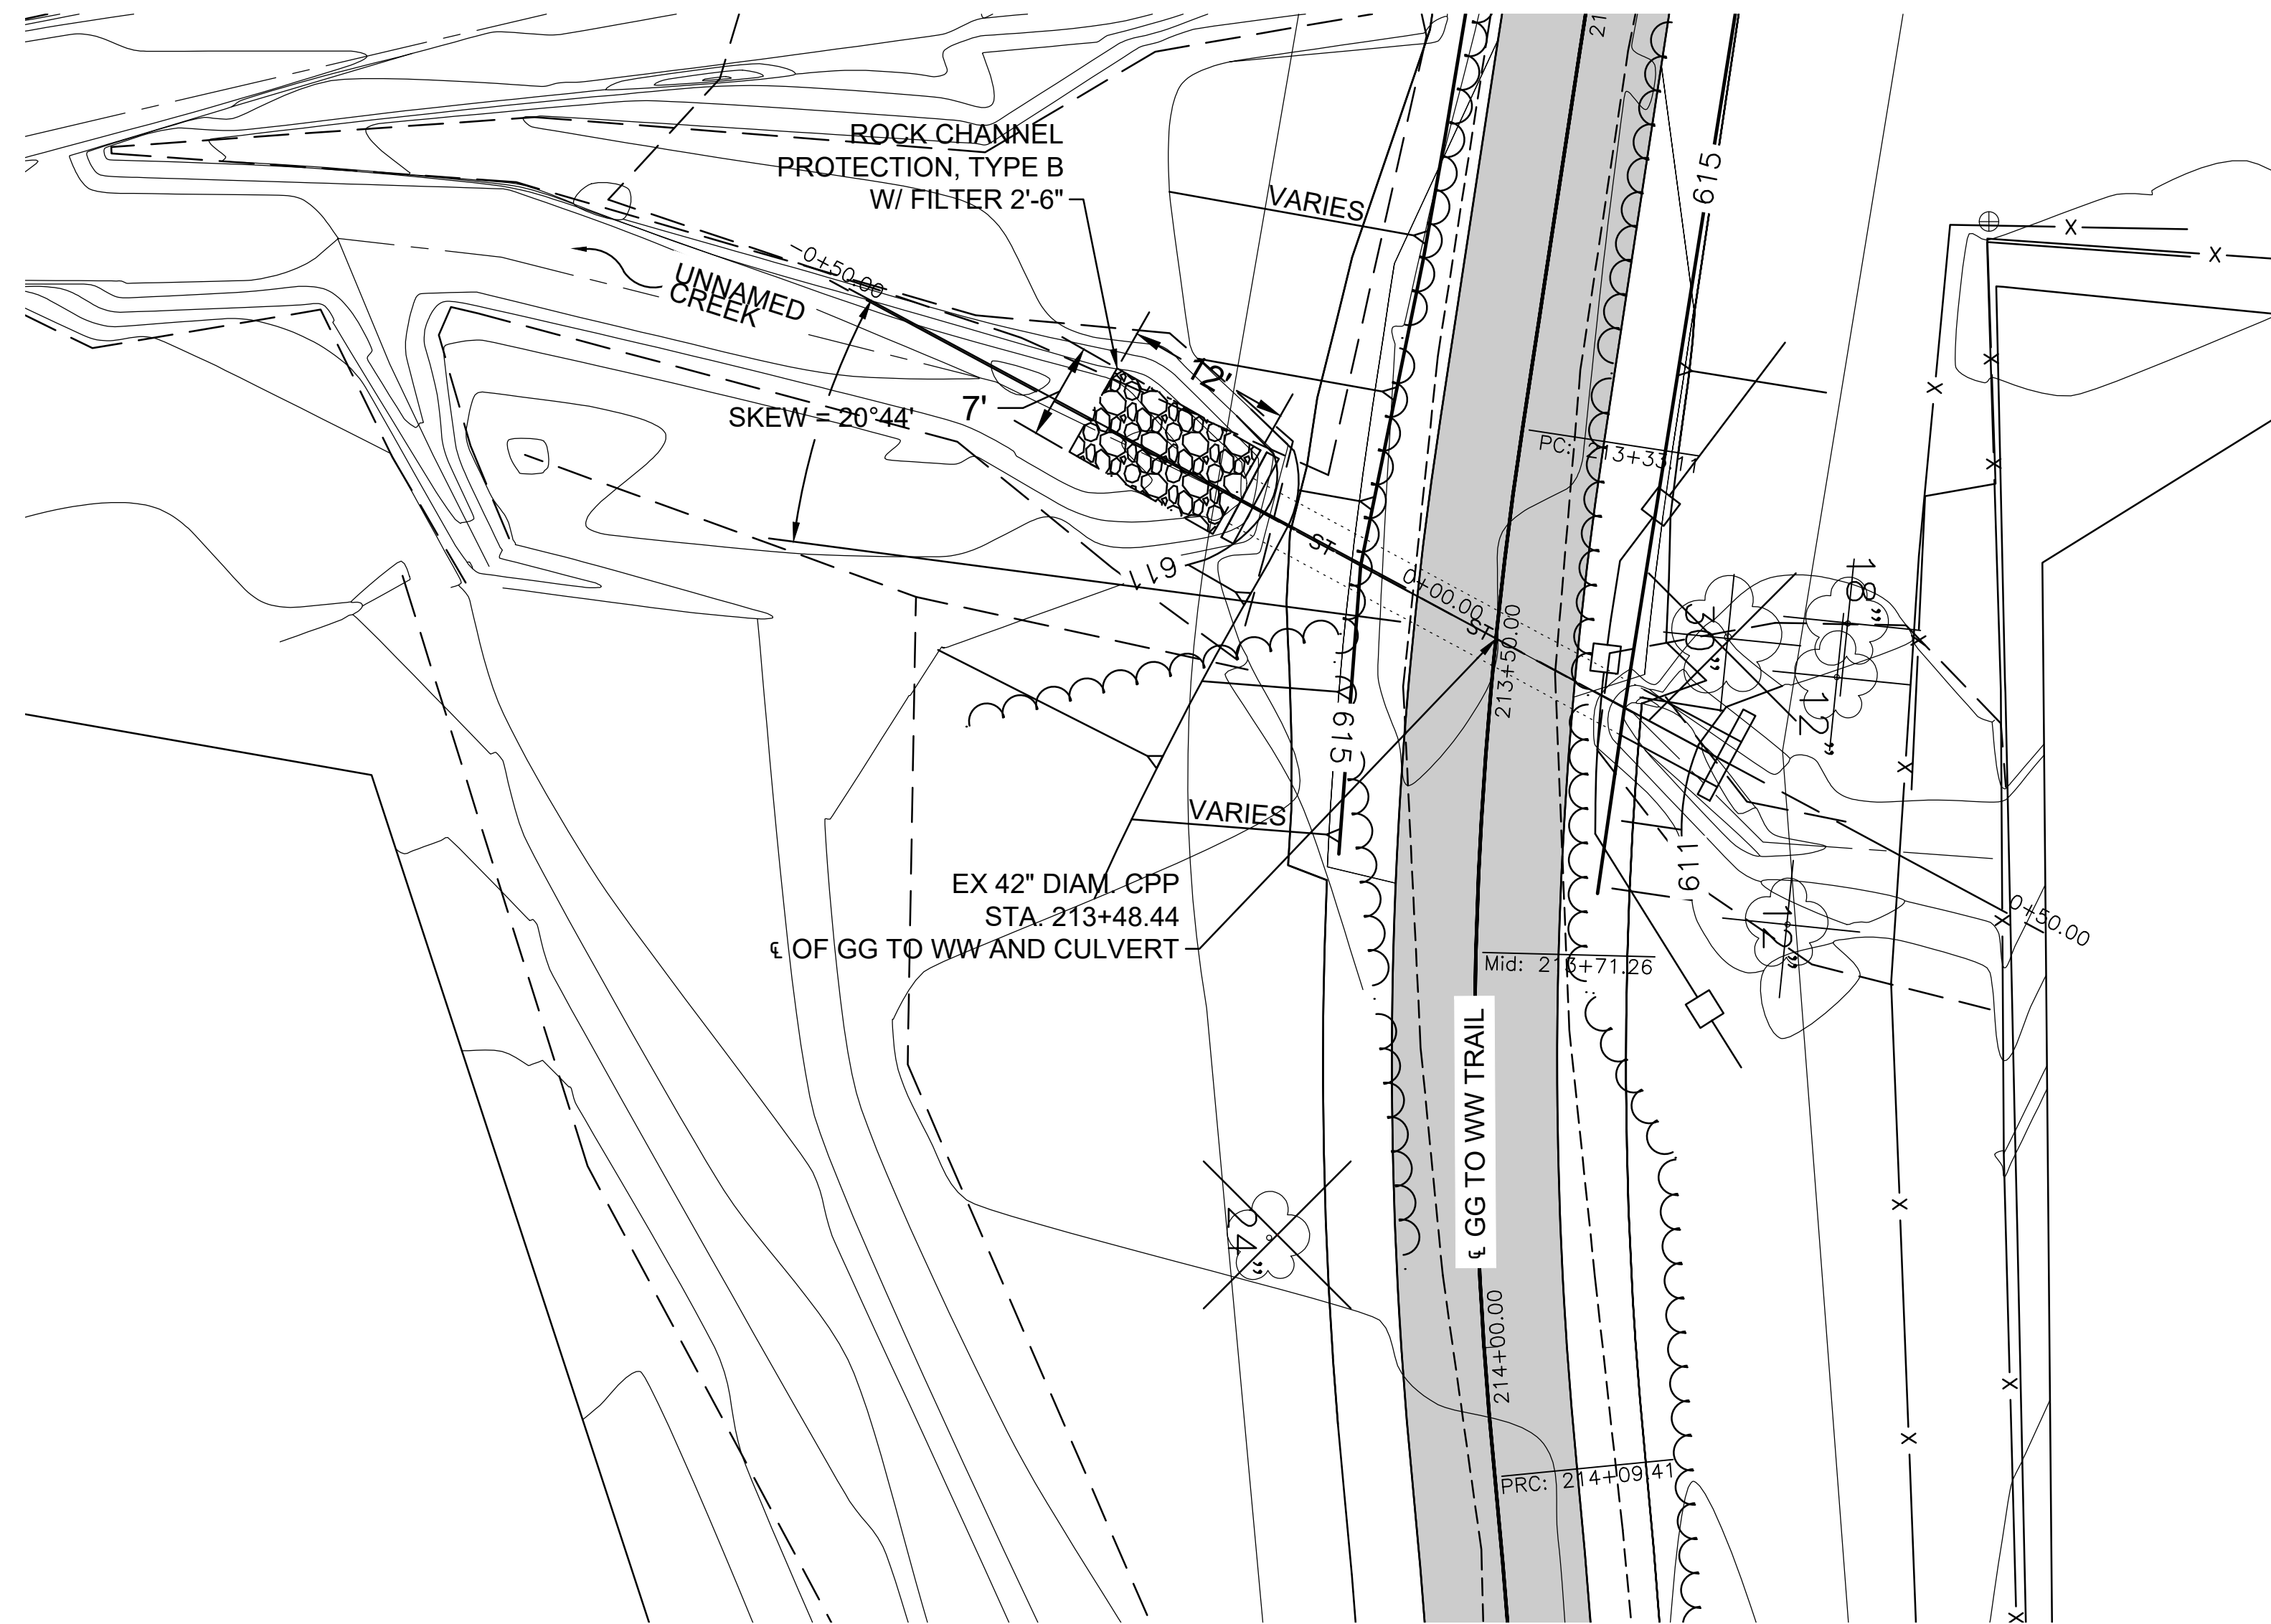 21
ROCK CHANNEL
PROTECTION, TYPE B
W/ FILTER 2'-6"
VARIES
615
X
X
-0+50.00
UNNAMED
CREEK
X
X
12'
7'
SKEW = 20°44'
PC: 213+33.11
X
ST
611
0+00.00
ST
213+50.00
30"
18"
12"
X
615
X
VARIES
EX 42" DIAM. CPP
STA. 213+48.44
℄ OF GG TO WW AND CULVERT
611
12"
X
0+50.00
Mid: 213+71.26
℄ GG TO WW TRAIL
24"
X
214+00.00
X
X
PRC: 214+09.41
X